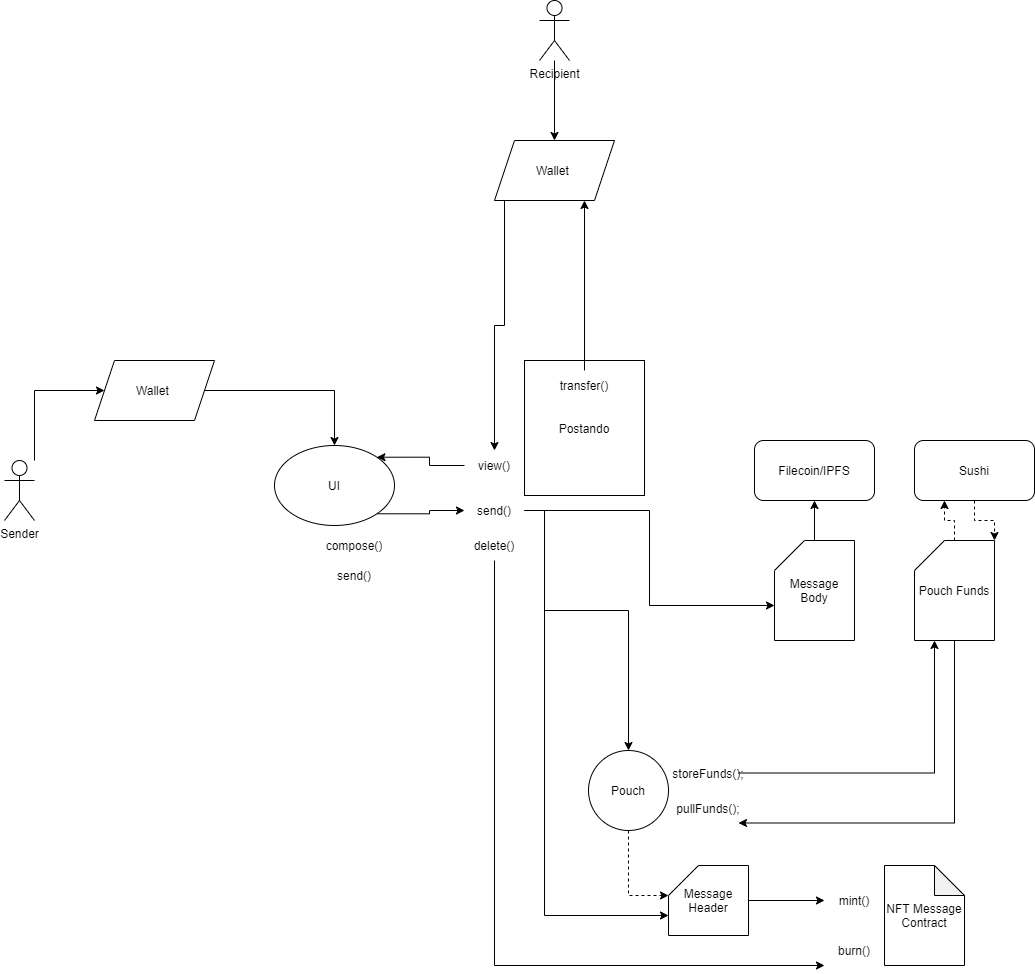 Recipient
Wallet
Wallet
transfer()
Postando
view()
Filecoin/IPFS
Sushi
UI
send()
Sender
compose()
delete()
send()
Message
Body
Pouch Funds
storeFunds();
Pouch
pullFunds();
Message
Header
mint()
NFT Message
Contract
burn()